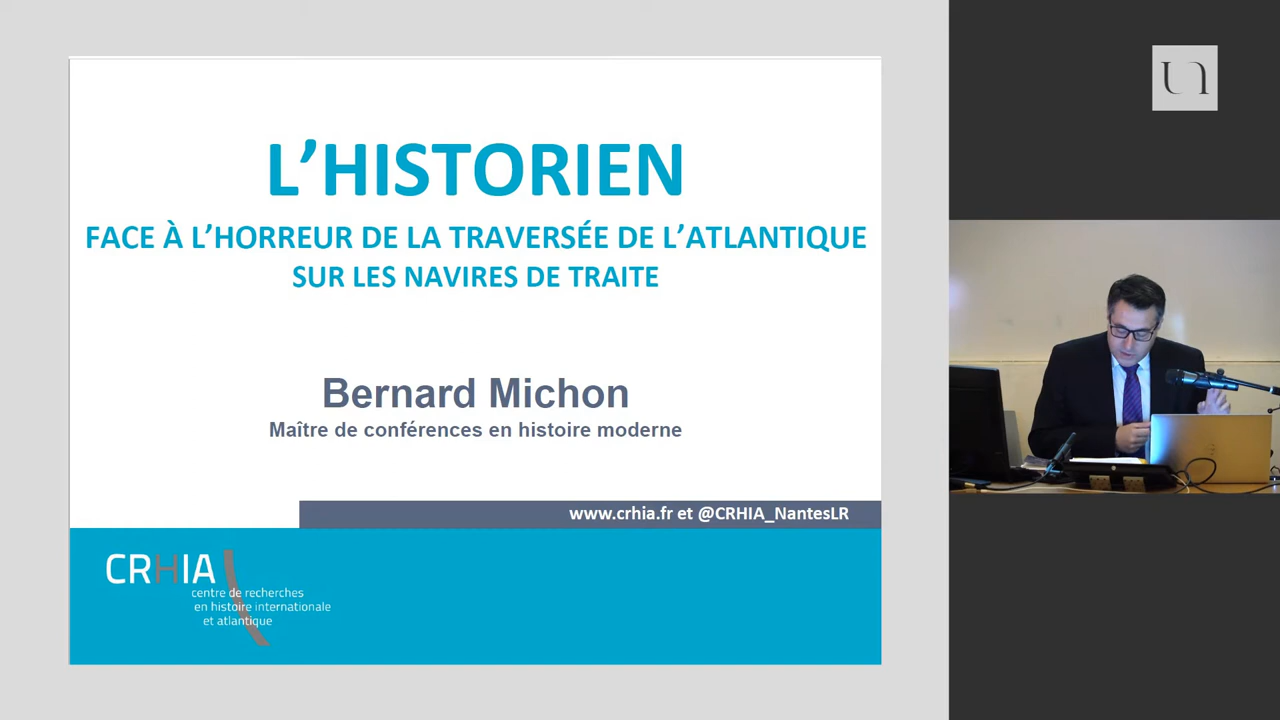 L'HISTORIEN
FACE À L'HORREUR DE LA TRAVERSÉE DE L'ATLANTIQUE
SUR LES NAVIRES DE TRAITE
Bernard Michon
Maître de conférences en histoire moderne
www.crhia.fr et @CRHIA_NantesLR
CRHIA
centre de recherches
en histoire internationale
et atlantique